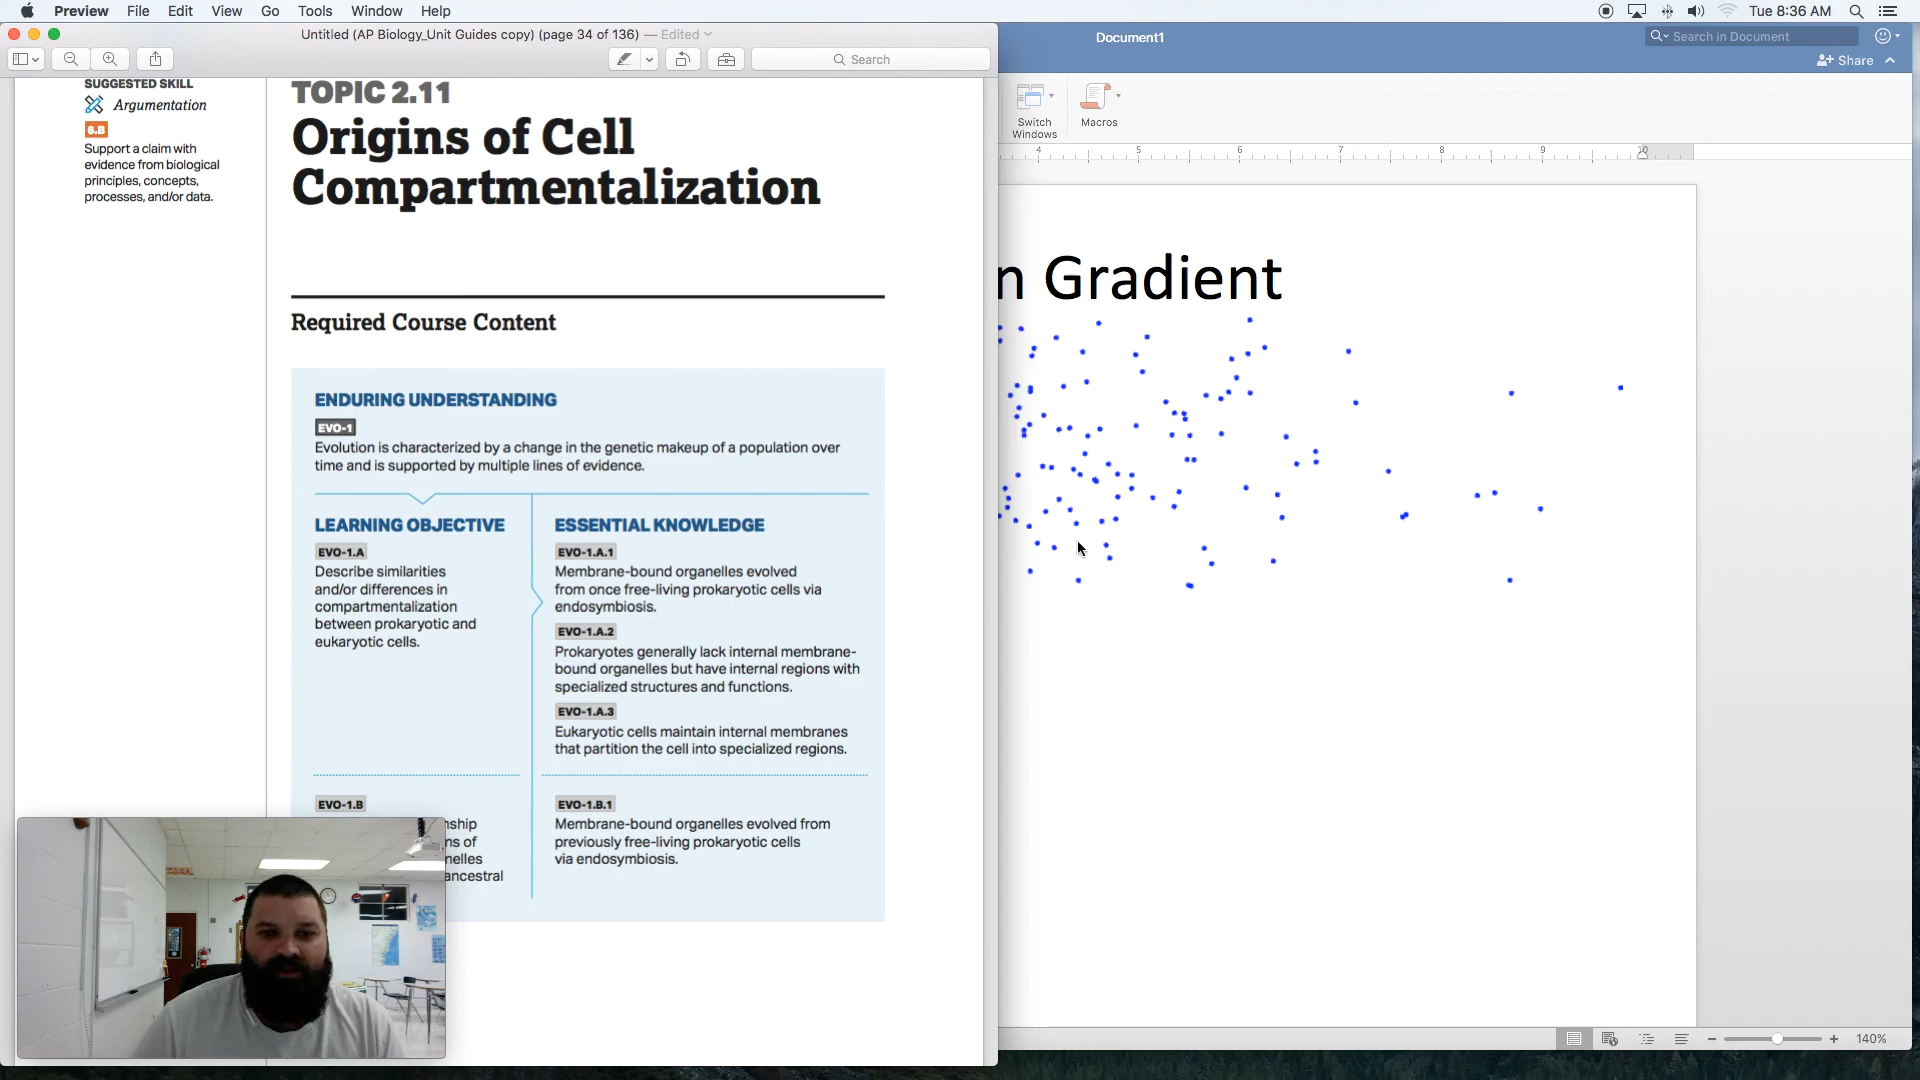 Preview File Edit View Go Tools Window Help
Tue 8:36 AM
Untitled (AP Biology_Unit Guides copy) (page 34 of 136) — Edited
Search
SUGGESTED SKILL
Argumentation
6.B
Support a claim with
evidence from biological
principles, concepts,
processes, and/or data.
TOPIC 2.11
Origins of Cell
Compartmentalization
Required Course Content
ENDURING UNDERSTANDING
EVO-1
Evolution is characterized by a change in the genetic makeup of a population over
time and is supported by multiple lines of evidence.
LEARNING OBJECTIVE
EVO-1.A
Describe similarities
and/or differences in
compartmentalization
between prokaryotic and
eukaryotic cells.
EVO-1.B
nship
ns of
nelles
ancestral
ESSENTIAL KNOWLEDGE
EVO-1.A.1
Membrane-bound organelles evolved
from once free-living prokaryotic cells via
endosymbiosis.
EVO-1.A.2
Prokaryotes generally lack internal membrane-
bound organelles but have internal regions with
specialized structures and functions.
EVO-1.A.3
Eukaryotic cells maintain internal membranes
that partition the cell into specialized regions.
EVO-1.B.1
Membrane-bound organelles evolved from
previously free-living prokaryotic cells
via endosymbiosis.
Document1
Search in Document
Share
Switch
Windows
Macros
4 5 6 7 8 9 10
n Gradient
140%